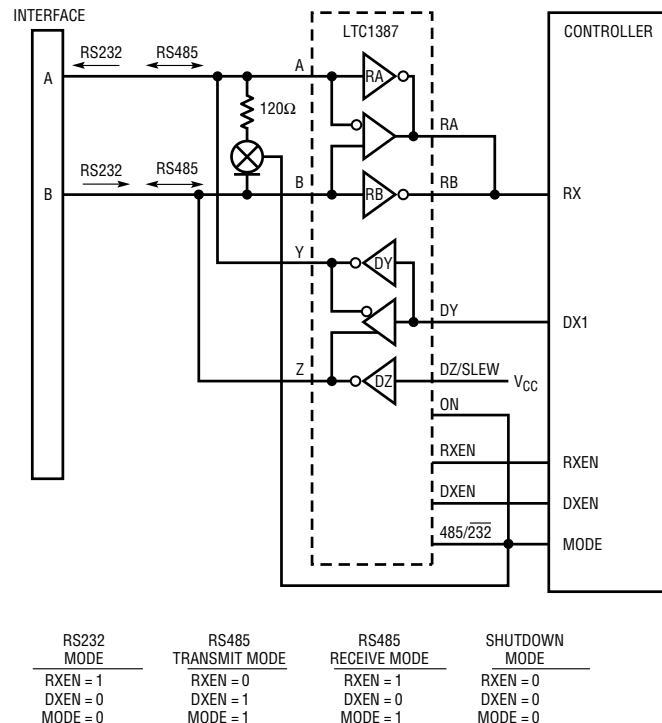 INTERFACE
LTC1387
CONTROLLER
RS232 RS485
A
A
RA
120Ω
RA
RS232 RS485
B
B
RB
RB
RX
Y
DY
DY
DX1
Z
DZ
DZ/SLEW
VCC
ON
RXEN
RXEN
DXEN
DXEN
485/232
MODE
RS232 MODE
RXEN = 1
DXEN = 0
MODE = 0
RS485 TRANSMIT MODE
RXEN = 0
DXEN = 1
MODE = 1
RS485 RECEIVE MODE
RXEN = 1
DXEN = 0
MODE = 1
SHUTDOWN MODE
RXEN = 0
DXEN = 0
MODE = 0